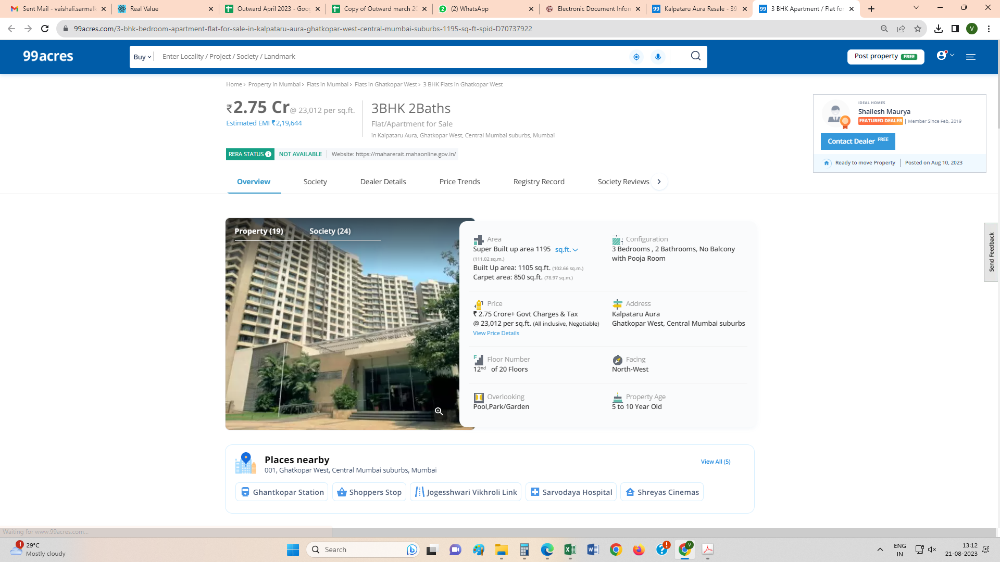 Sent Mail - vaishali.sarmalk
Real Value
Outward April 2023 - Goo
Copy of Outward march 20
(2) WhatsApp
Electronic Document Infor
Kalpataru Aura Resale - 39
3 BHK Apartment / Flat for
99acres.com/3-bhk-bedroom-apartment-flat-for-sale-in-kalpataru-aura-ghatkopar-west-central-mumbai-suburbs-1195-sq-ft-spid-D70737922
V
99acres
Buy
Enter Locality / Project / Society / Landmark
Post property FREE
Home › Property in Mumbai › Flats in Mumbai › Flats in Ghatkopar West › 3 BHK Flats in Ghatkopar West
₹2.75 Cr @ 23,012 per sq.ft.
Estimated EMI ₹2,19,644
3BHK 2Baths
Flat/Apartment for Sale
in Kalpataru Aura, Ghatkopar West, Central Mumbai suburbs, Mumbai
IDEAL HOMES
Shailesh Maurya
FEATURED DEALER | Member Since Feb, 2019
Contact Dealer FREE
Ready to move Property | Posted on Aug 10, 2023
RERA STATUS NOT AVAILABLE | Website: https://maharerait.mahaonline.gov.in/
Overview Society Dealer Details Price Trends Registry Record Society Reviews
Property (19) Society (24)
Area
Super Built up area 1195 sq.ft.
(111.02 sq.m.)
Built Up area: 1105 sq.ft. (102.66 sq.m.)
Carpet area: 850 sq.ft. (78.97 sq.m.)
Configuration
3 Bedrooms , 2 Bathrooms, No Balcony
with Pooja Room
Price
₹ 2.75 Crore+ Govt Charges & Tax
@ 23,012 per sq.ft. (All inclusive, Negotiable)
View Price Details
Address
Kalpataru Aura
Ghatkopar West, Central Mumbai suburbs
Floor Number
12nd of 20 Floors
Facing
North-West
Overlooking
Pool,Park/Garden
Property Age
5 to 10 Year Old
Send Feedback
Places nearby
001, Ghatkopar West, Central Mumbai suburbs, Mumbai
View All (5)
Ghantkopar Station
Shoppers Stop
Jogesshwari Vikhroli Link
Sarvodaya Hospital
Shreyas Cinemas
Waiting for www.99acres.com...
1
29°C
Mostly cloudy
Search
ENG
IN
13:12
21-08-2023